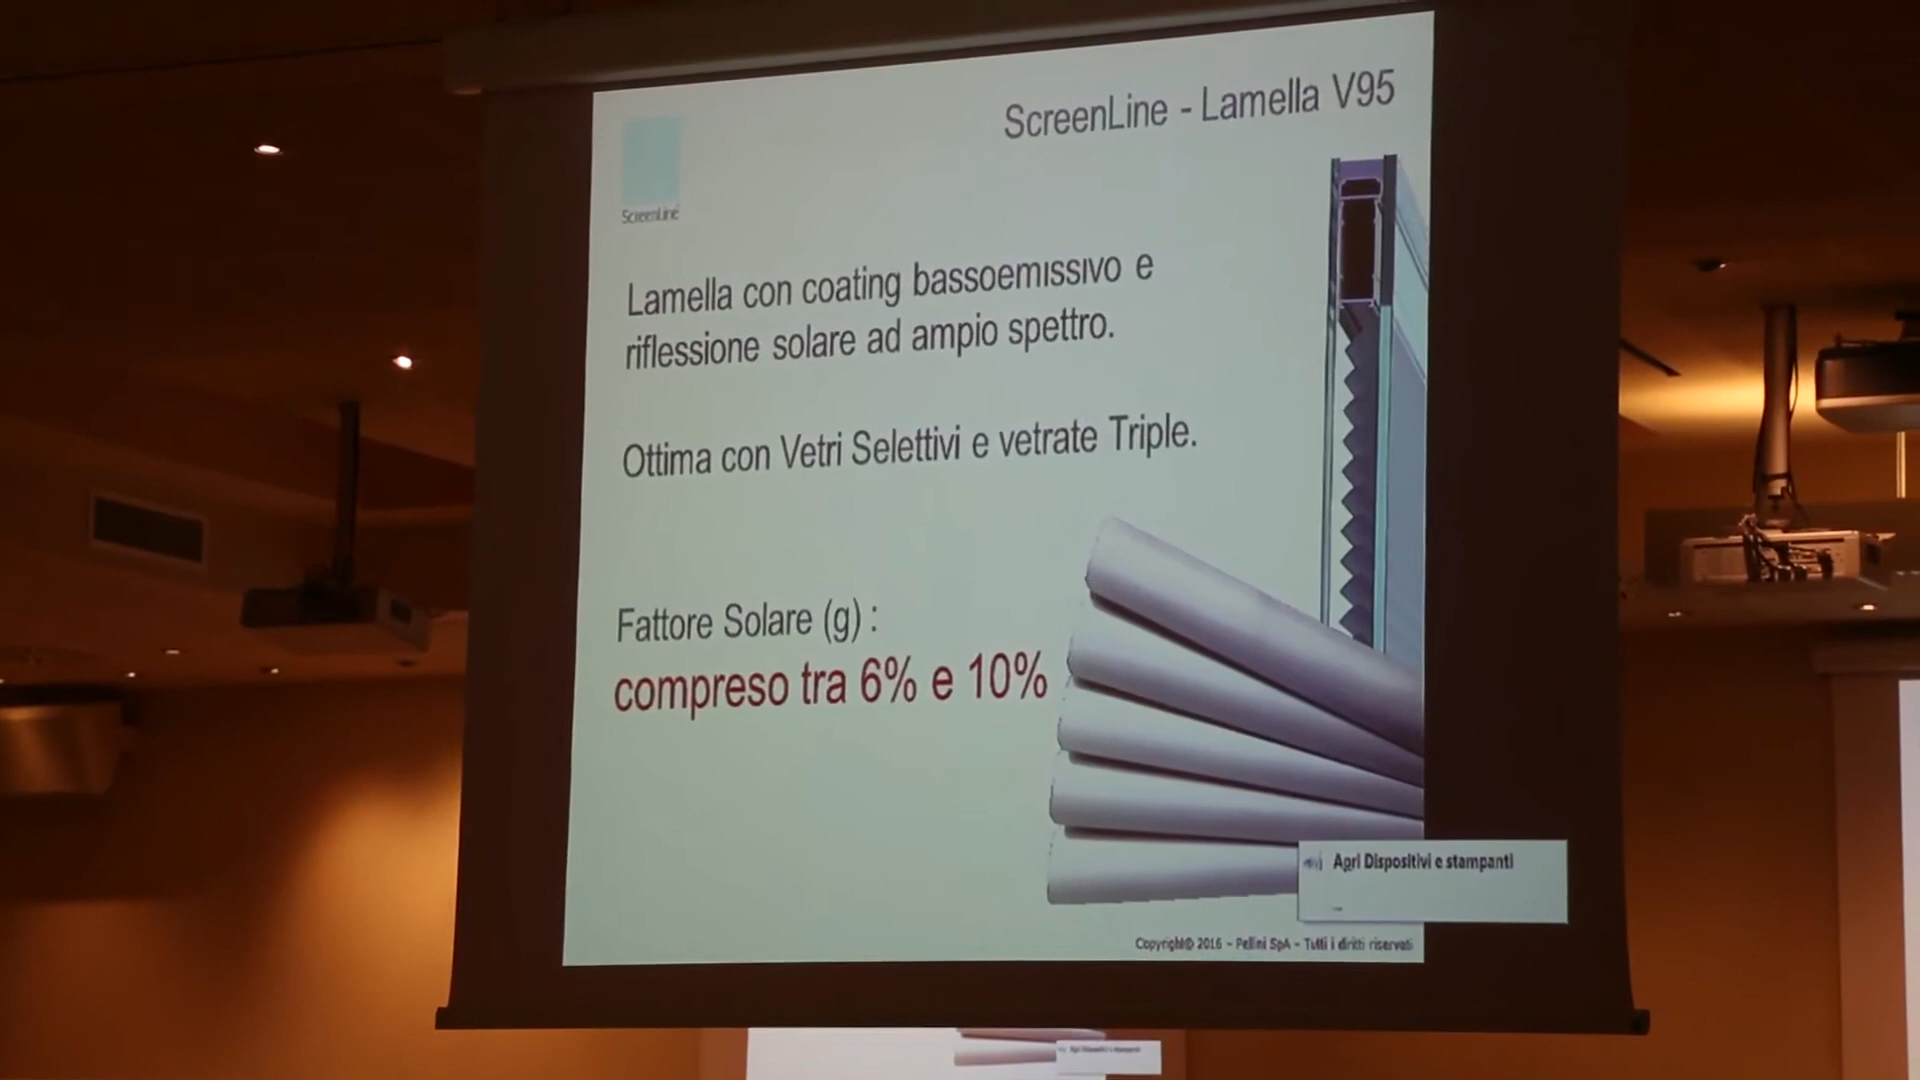 ScreenLine - Lamella V95
ScreenLine
Lamella con coating bassoemissivo e
riflessione solare ad ampio spettro.
Ottima con Vetri Selettivi e vetrate Triple.
Fattore Solare (g) :
compreso tra 6% e 10%
Apri Dispositivi e stampanti
Copyright© 2016 - Pellini SpA - Tutti i diritti riservati